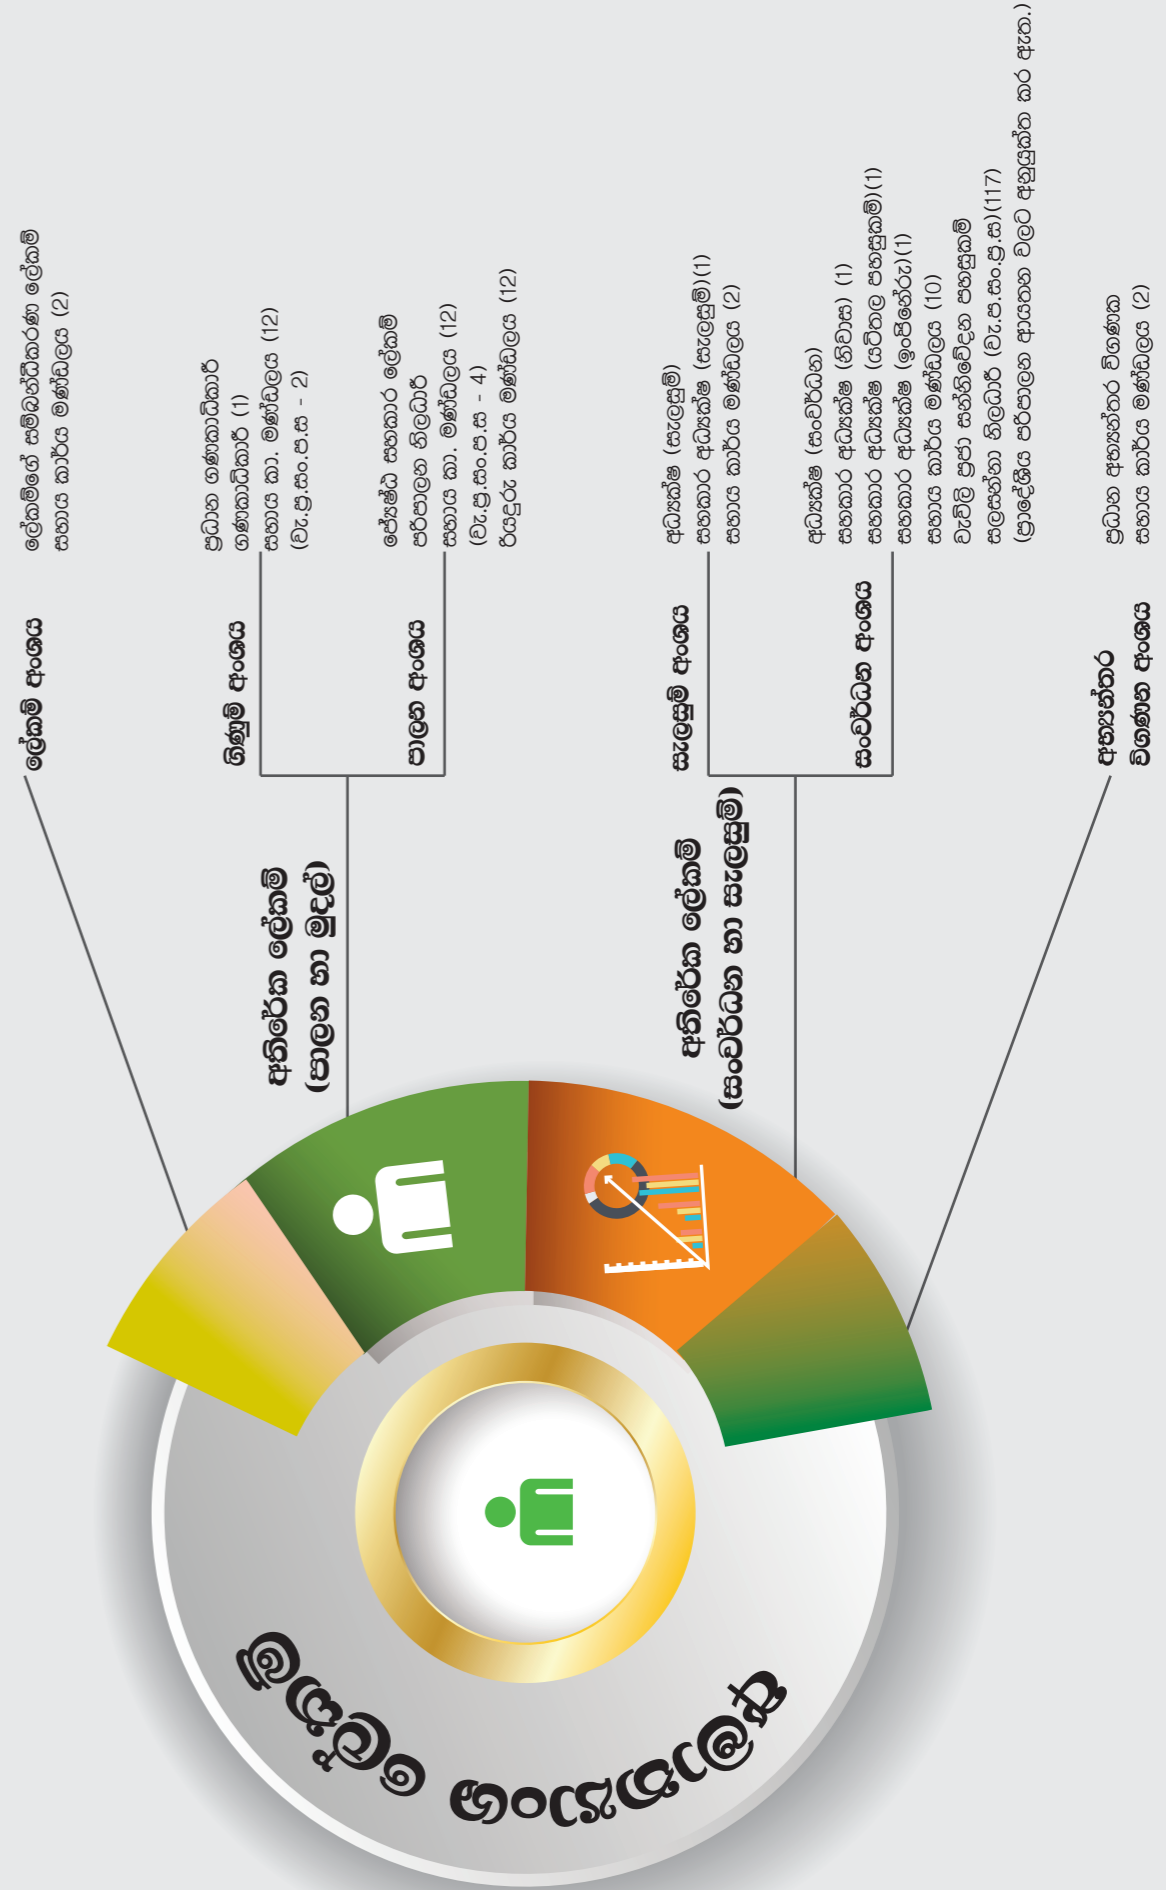 අමාත්‍යාංශ ලේකම්
ලේකම් අංශය
ලේකම්ගේ සම්බන්ධීකරණ ලේකම්
සහාය කාර්ය මණ්ඩලය (2)
අතිරේක ලේකම්
(පාලන හා මුදල්)
ගිණුම් අංශය
ප්‍රධාන ගණකාධිකාරී
ගණකාධිකාරී (1)
සහාය කා. මණ්ඩලය (12)
(වැ.ප්‍ර.සං.ප.ස - 2)
පාලන අංශය
ජ්‍යෙෂ්ඨ සහකාර ලේකම්
පරිපාලන නිලධාරී
සහාය කා. මණ්ඩලය (12)
(වැ.ප්‍ර.සං.ප.ස - 4)
රියදුරු කාර්ය මණ්ඩලය (12)
අතිරේක ලේකම්
(සංවර්ධන හා සැලසුම්)
සැලසුම් අංශය
අධ්‍යක්ෂ (සැලසුම්)
සහකාර අධ්‍යක්ෂ (සැලසුම්)(1)
සහාය කාර්ය මණ්ඩලය (2)
සංවර්ධන අංශය
අධ්‍යක්ෂ (සංවර්ධන)
සහකාර අධ්‍යක්ෂ (නිවාස) (1)
සහකාර අධ්‍යක්ෂ (යටිතල පහසුකම්)(1)
සහකාර අධ්‍යක්ෂ (ඉංජිනේරු)(1)
සහාය කාර්ය මණ්ඩලය (10)
වැවිලි ප්‍රජා සන්නිවේදන පහසුකම්
සලසන්නා නිලධාරී (වැ.ප.සං.ප්‍ර.ස)(117)
(ප්‍රාදේශීය පරිපාලන ආයතන වලට අනුයුක්ත කර ඇත.)
අභ්‍යන්තර
විගණන අංශය
ප්‍රධාන අභ්‍යන්තර විගණක
සහාය කාර්ය මණ්ඩලය (2)